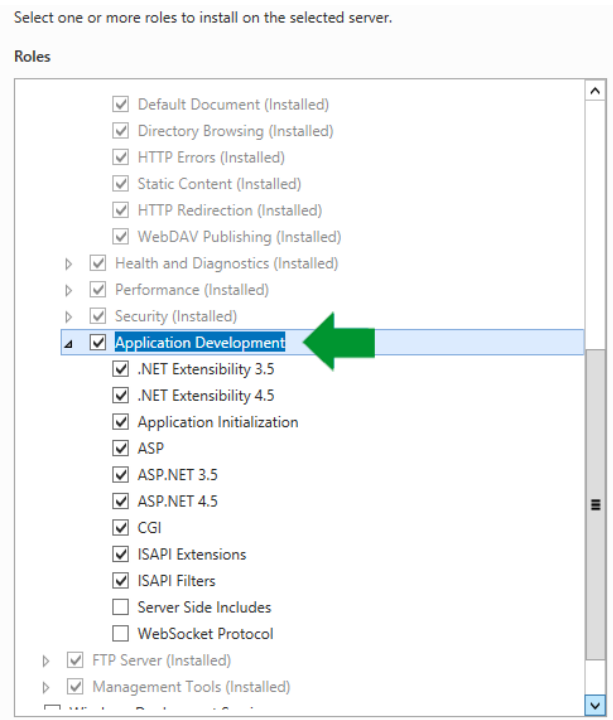 Select one or more roles to install on the selected server.
Roles
Default Document (Installed)
Directory Browsing (Installed)
HTTP Errors (Installed)
Static Content (Installed)
HTTP Redirection (Installed)
WebDAV Publishing (Installed)
Health and Diagnostics (Installed)
Performance (Installed)
Security (Installed)
Application Development
.NET Extensibility 3.5
.NET Extensibility 4.5
Application Initialization
ASP
ASP.NET 3.5
ASP.NET 4.5
CGI
ISAPI Extensions
ISAPI Filters
Server Side Includes
WebSocket Protocol
FTP Server (Installed)
Management Tools (Installed)